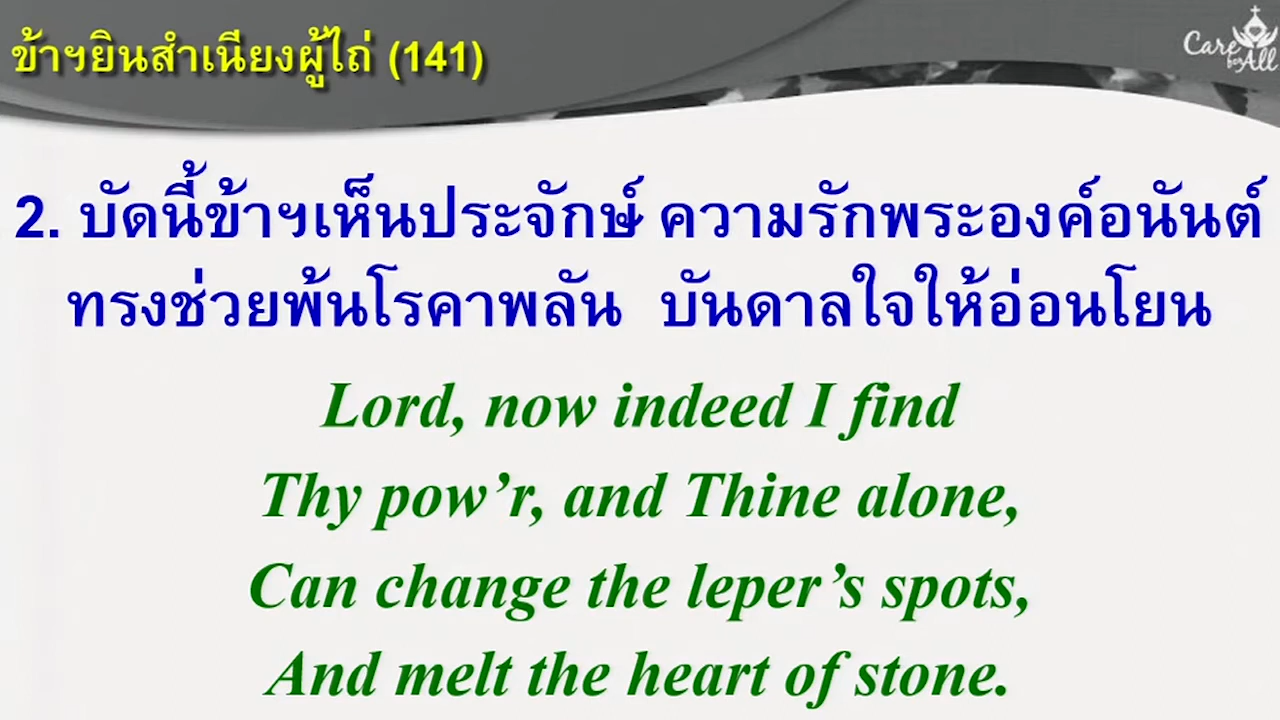 ข้าฯยินสำเนียงผู้ไถ่ (141)
Care
for All
2. บัดนี้ข้าฯเห็นประจักษ์ ความรักพระองค์อนันต์
ทรงช่วยพ้นโรคาพลัน บันดาลใจให้อ่อนโยน
Lord, now indeed I find
Thy pow’r, and Thine alone,
Can change the leper’s spots,
And melt the heart of stone.